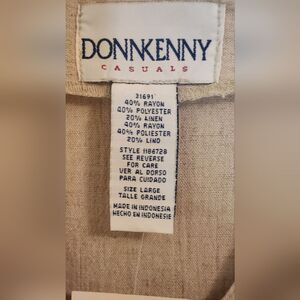 DONNKENNY
CASUALS
31691
40% RAYON
40% POLYESTER
20% LINEN
40% RAYON
40% POLIESTER
20% LINO
STYLE 1186728
SEE REVERSE
FOR CARE
VER AL DORSO
PARA CUIDADO
SIZE LARGE
TALLE GRANDE
MADE IN INDONESIA
HECHO EN INDONESIE